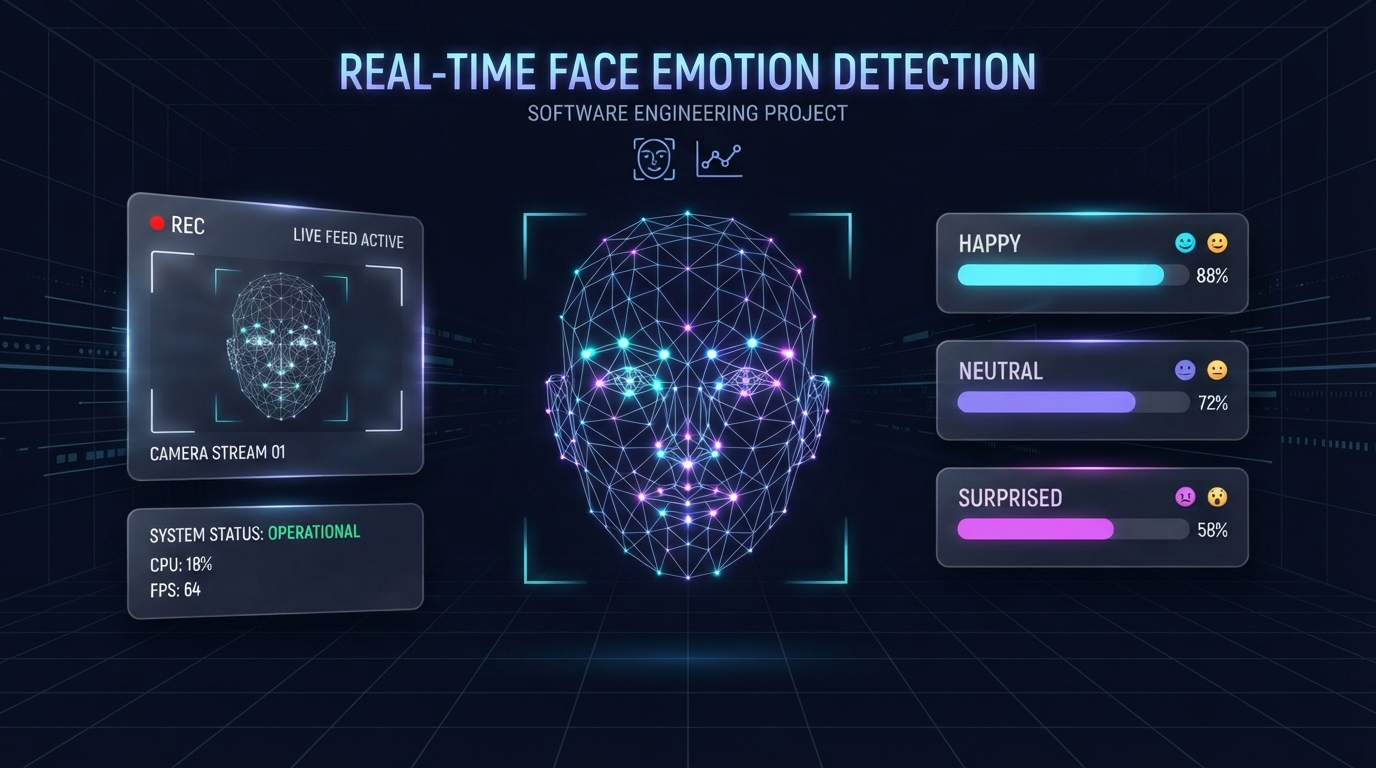 REAL-TIME FACE EMOTION DETECTION
SOFTWARE ENGINEERING PROJECT
REC
LIVE FEED ACTIVE
CAMERA STREAM 01
SYSTEM STATUS: OPERATIONAL
CPU: 18%
FPS: 64
HAPPY
88%
NEUTRAL
72%
SURPRISED
58%